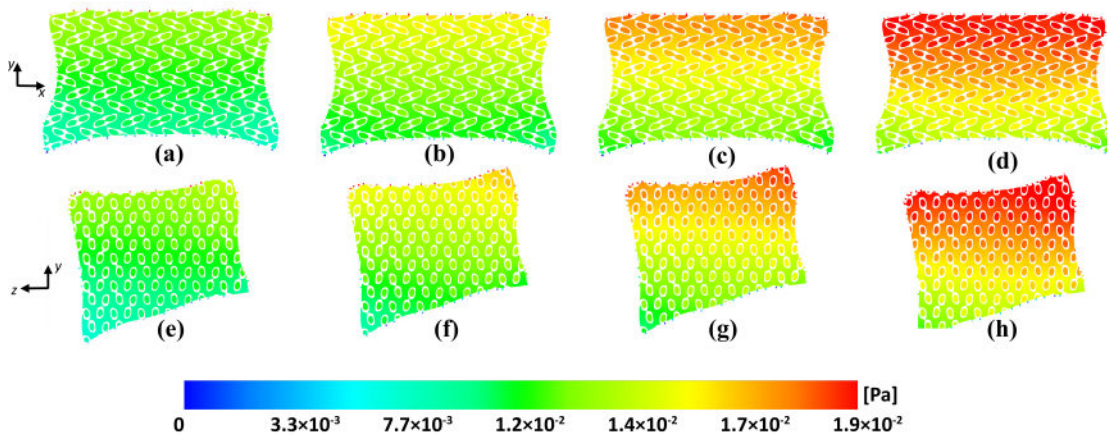 y
x
(a) (b) (c) (d)
y
z
(e) (f) (g) (h)
[Pa]
0 3.3×10⁻³ 7.7×10⁻³ 1.2×10⁻² 1.4×10⁻² 1.7×10⁻² 1.9×10⁻²